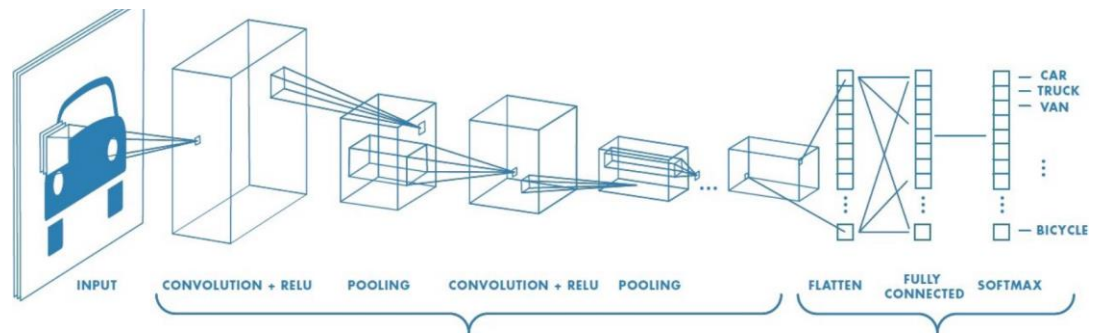 CAR
TRUCK
VAN
BICYCLE
INPUT CONVOLUTION + RELU POOLING CONVOLUTION + RELU POOLING FLATTEN FULLY CONNECTED SOFTMAX